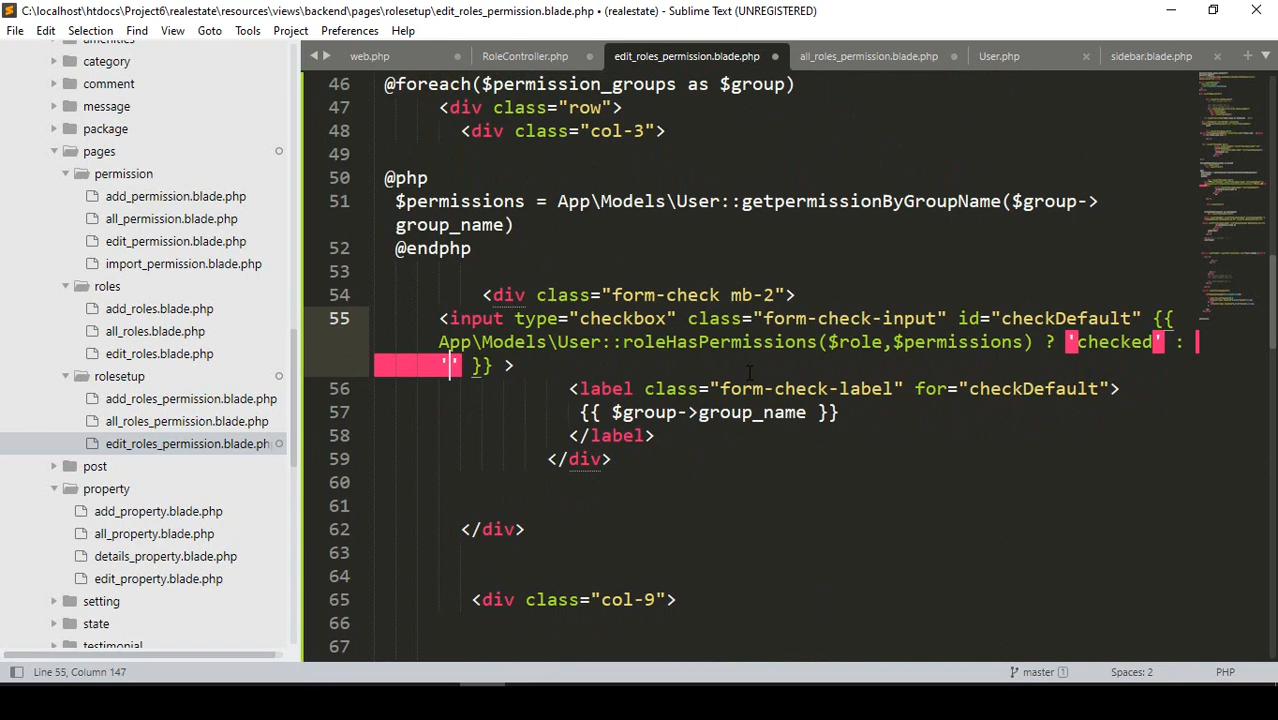 C:\localhost\htdocs\Project6\realestate\resources\views\backend\pages\rolesetup\edit_roles_permission.blade.php • (realestate) - Sublime Text (UNREGISTERED)
File Edit Selection Find View Goto Tools Project Preferences Help
web.php RoleController.php edit_roles_permission.blade.php all_roles_permission.blade.php User.php sidebar.blade.php
category
comment
message
package
pages
permission
add_permission.blade.php
all_permission.blade.php
edit_permission.blade.php
import_permission.blade.php
roles
add_roles.blade.php
all_roles.blade.php
edit_roles.blade.php
rolesetup
add_roles_permission.blade.php
all_roles_permission.blade.php
edit_roles_permission.blade.ph
post
property
add_property.blade.php
all_property.blade.php
details_property.blade.php
edit_property.blade.php
setting
state
testimonial
46 @foreach($permission_groups as $group)
47 <div class="row">
48 <div class="col-3">
49
50 @php
51 $permissions = App\Models\User::getpermissionByGroupName($group->
group_name)
52 @endphp
53
54 <div class="form-check mb-2">
55 <input type="checkbox" class="form-check-input" id="checkDefault" {{
App\Models\User::roleHasPermissions($role,$permissions) ? 'checked' :
'' }} >
56 <label class="form-check-label" for="checkDefault">
57 {{ $group->group_name }}
58 </label>
59 </div>
60
61
62 </div>
63
64
65 <div class="col-9">
66
67
Line 55, Column 147 master 1 Spaces: 2 PHP